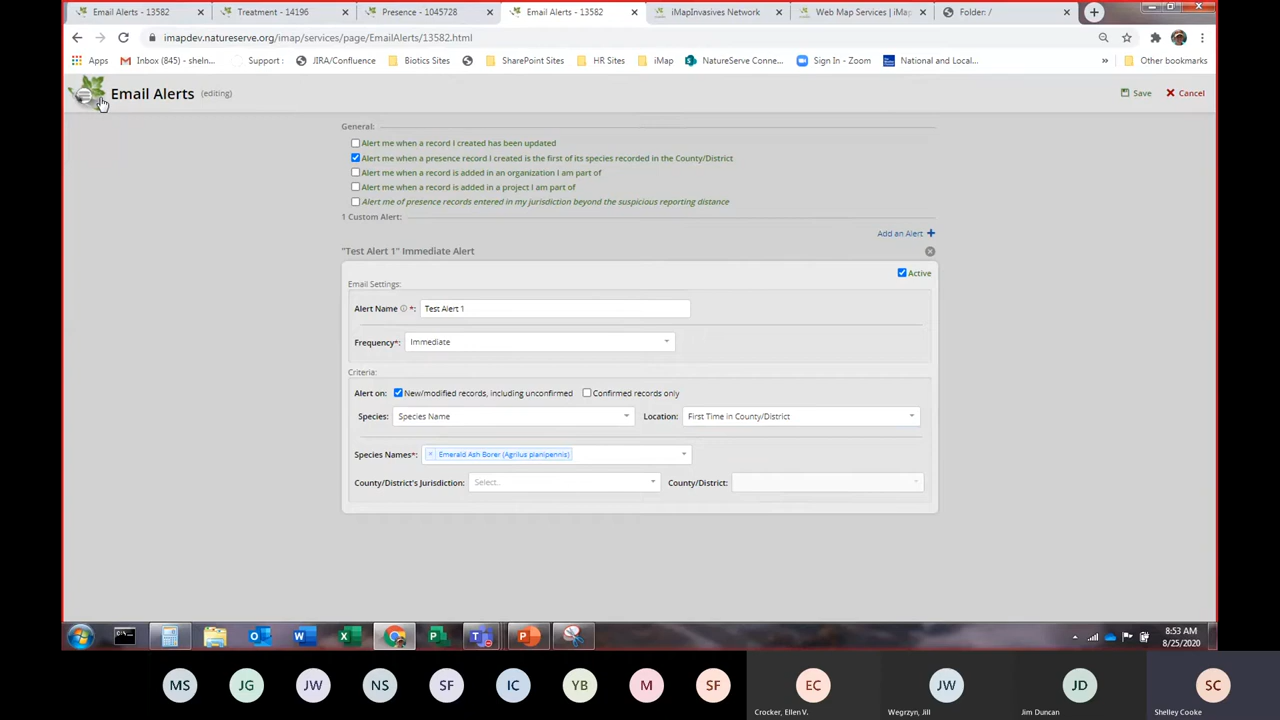 Email Alerts - 13582
Treatment - 14196
Presence - 1045728
Email Alerts - 13582
iMapInvasives Network
Web Map Services | iMap
Folder: /
imapdev.natureserve.org/imap/services/page/EmailAlerts/13582.html
Apps
Inbox (845) - sheln...
Support :
JIRA/Confluence
Biotics Sites
SharePoint Sites
HR Sites
iMap
NatureServe Conne...
Sign In - Zoom
National and Local...
»
Other bookmarks
Email Alerts (editing)
Save
Cancel
General:
Alert me when a record I created has been updated
Alert me when a presence record I created is the first of its species recorded in the County/District
Alert me when a record is added in an organization I am part of
Alert me when a record is added in a project I am part of
Alert me of presence records entered in my jurisdiction beyond the suspicious reporting distance
1 Custom Alert:
Add an Alert +
"Test Alert 1" Immediate Alert
Active
Email Settings:
Alert Name *: Test Alert 1
Frequency*: Immediate
Criteria:
Alert on: New/modified records, including unconfirmed Confirmed records only
Species: Species Name Location: First Time in County/District
Species Names*: × Emerald Ash Borer (Agrilus planipennis)
County/District's Jurisdiction: Select.. County/District:
8:53 AM
8/25/2020
MS JG JW NS SF IC YB M SF EC JW JD SC
Crocker, Ellen V. Wegrzyn, Jill Jim Duncan Shelley Cooke